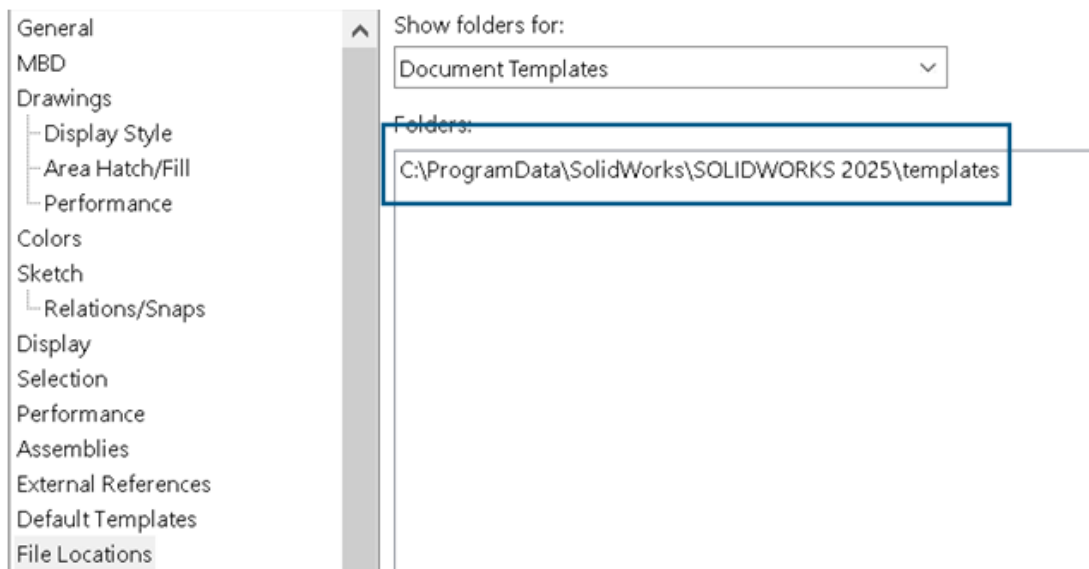 General
MBD
Drawings
Display Style
Area Hatch/Fill
Performance
Colors
Sketch
Relations/Snaps
Display
Selection
Performance
Assemblies
External References
Default Templates
File Locations
Show folders for:
Document Templates
Folders:
C:\ProgramData\SolidWorks\SOLIDWORKS 2025\templates